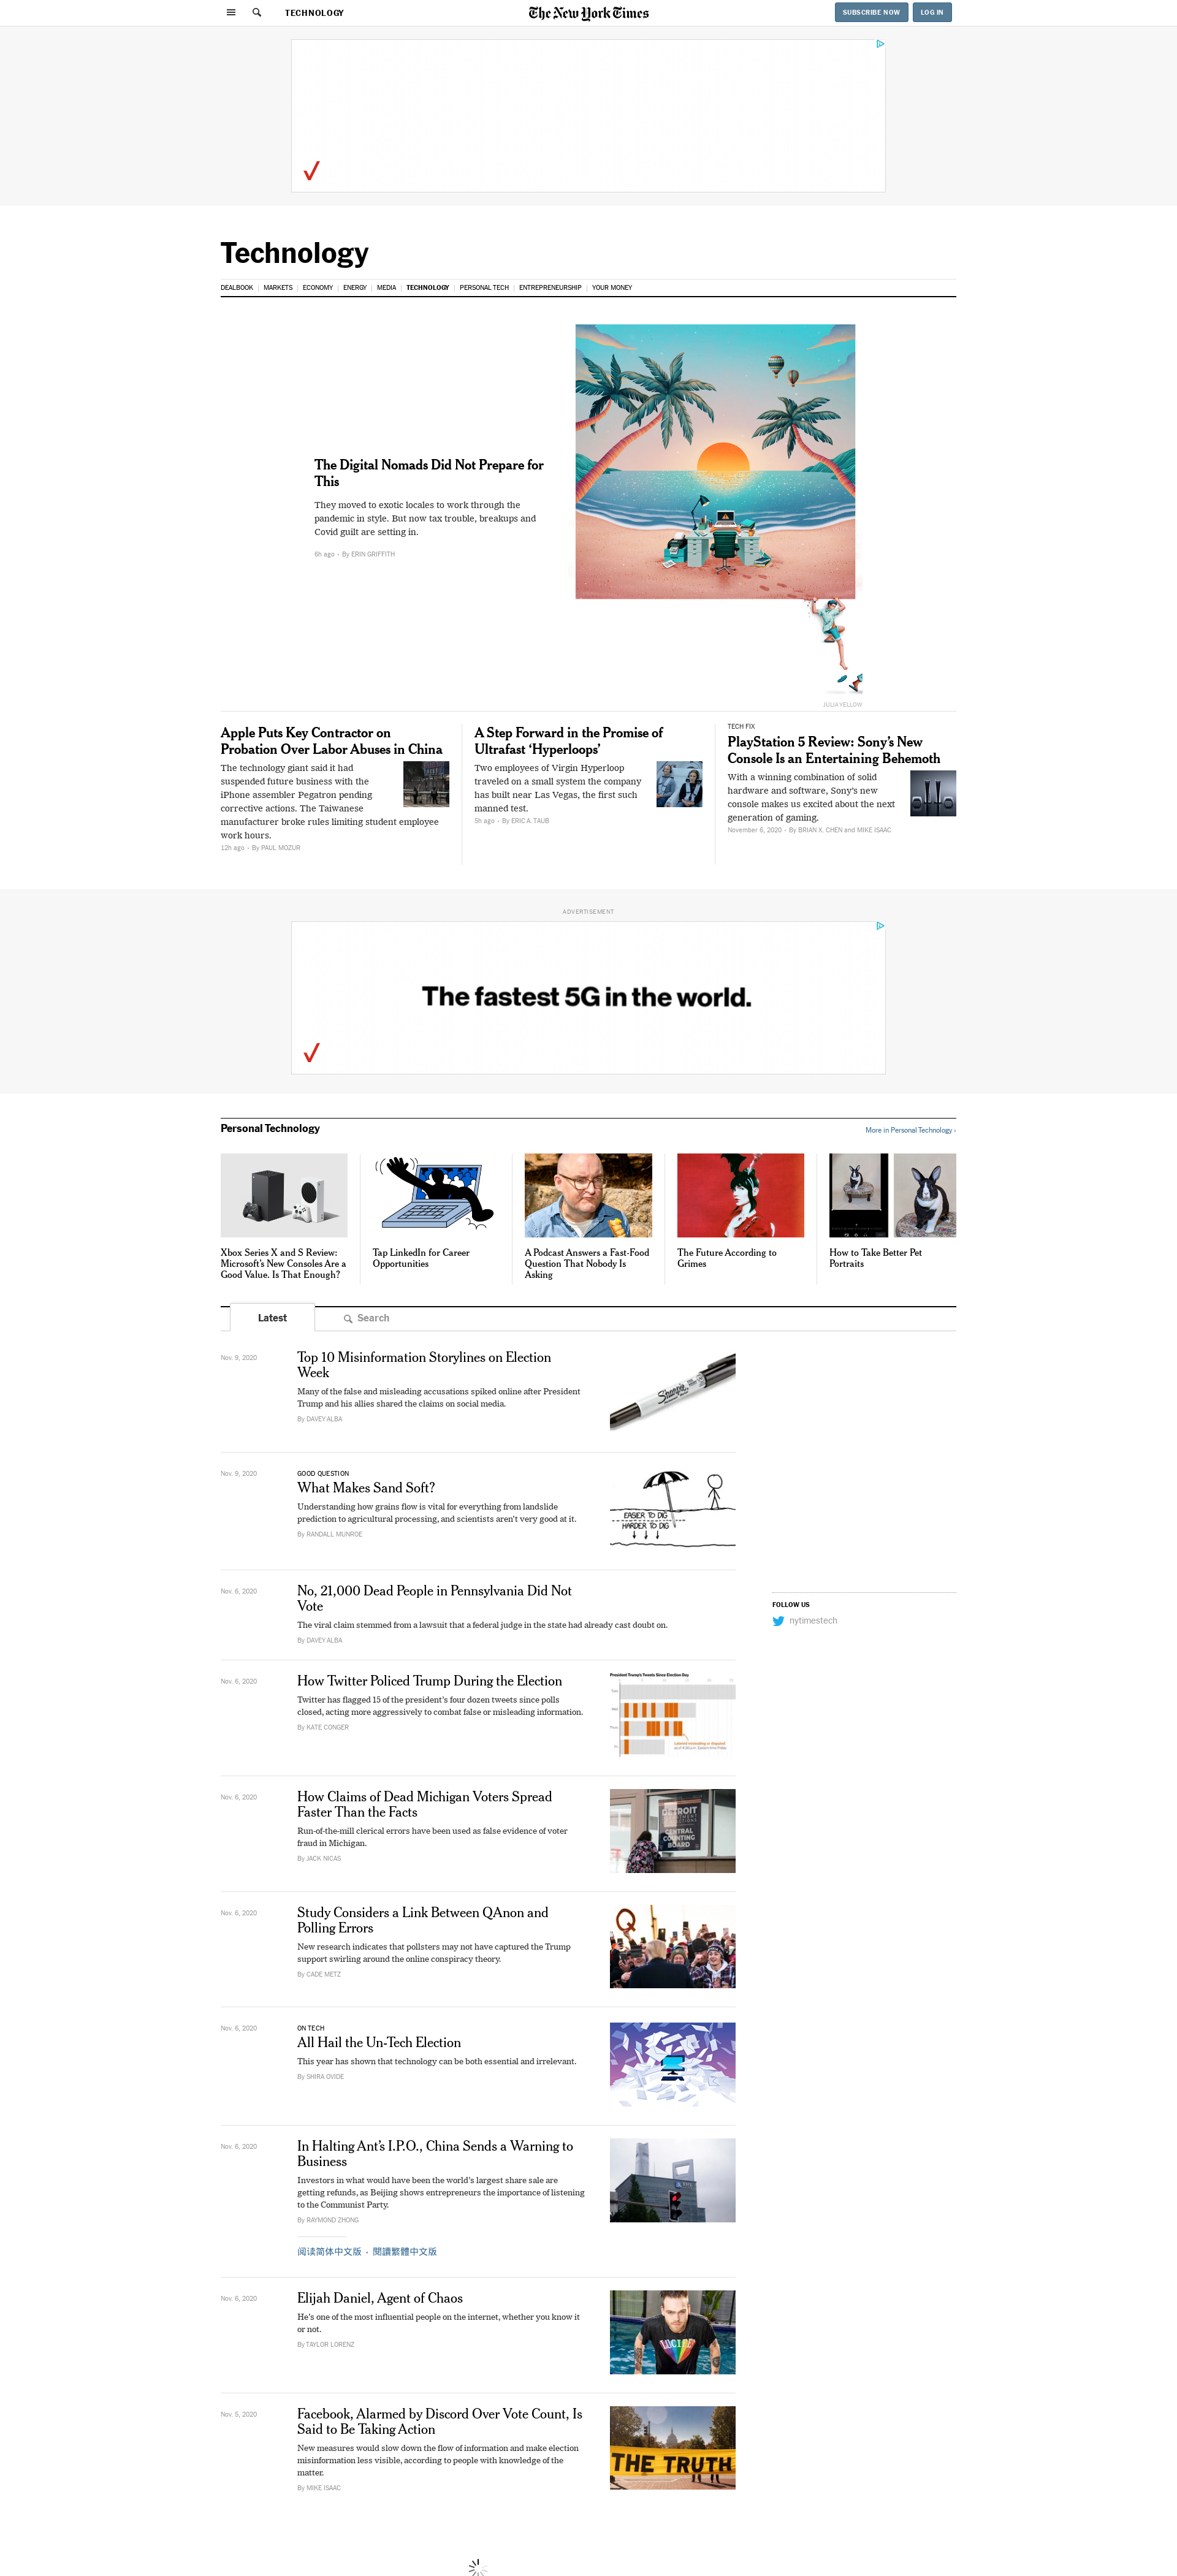 TECHNOLOGY
The New York Times
SUBSCRIBE NOW
LOG IN
Technology
DEALBOOK | MARKETS | ECONOMY | ENERGY | MEDIA | TECHNOLOGY | PERSONAL TECH | ENTREPRENEURSHIP | YOUR MONEY
The Digital Nomads Did Not Prepare for
This
They moved to exotic locales to work through the
pandemic in style. But now tax trouble, breakups and
Covid guilt are setting in.
6h ago · By ERIN GRIFFITH
JULIA YELLOW
Apple Puts Key Contractor on
Probation Over Labor Abuses in China
The technology giant said it had
suspended future business with the
iPhone assembler Pegatron pending
corrective actions. The Taiwanese
manufacturer broke rules limiting student employee
work hours.
12h ago · By PAUL MOZUR
A Step Forward in the Promise of
Ultrafast ‘Hyperloops’
Two employees of Virgin Hyperloop
traveled on a small system the company
has built near Las Vegas, the first such
manned test.
5h ago · By ERIC A. TAUB
TECH FIX
PlayStation 5 Review: Sony’s New
Console Is an Entertaining Behemoth
With a winning combination of solid
hardware and software, Sony’s new
console makes us excited about the next
generation of gaming.
November 6, 2020 · By BRIAN X. CHEN and MIKE ISAAC
ADVERTISEMENT
The fastest 5G in the world.
Personal Technology
More in Personal Technology ›
Xbox Series X and S Review:
Microsoft’s New Consoles Are a
Good Value. Is That Enough?
Tap LinkedIn for Career
Opportunities
A Podcast Answers a Fast-Food
Question That Nobody Is
Asking
The Future According to
Grimes
How to Take Better Pet
Portraits
Latest
Search
Nov. 9, 2020
Top 10 Misinformation Storylines on Election
Week
Many of the false and misleading accusations spiked online after President
Trump and his allies shared the claims on social media.
By DAVEY ALBA
Sharpie
Nov. 9, 2020
GOOD QUESTION
What Makes Sand Soft?
Understanding how grains flow is vital for everything from landslide
prediction to agricultural processing, and scientists aren’t very good at it.
By RANDALL MUNROE
EASIER TO DIG
HARDER TO DIG
Nov. 6, 2020
No, 21,000 Dead People in Pennsylvania Did Not
Vote
The viral claim stemmed from a lawsuit that a federal judge in the state had already cast doubt on.
By DAVEY ALBA
FOLLOW US
nytimestech
Nov. 6, 2020
How Twitter Policed Trump During the Election
Twitter has flagged 15 of the president’s four dozen tweets since polls
closed, acting more aggressively to combat false or misleading information.
By KATE CONGER
President Trump’s Tweets Since Election Day
Nov. 6, 2020
How Claims of Dead Michigan Voters Spread
Faster Than the Facts
Run-of-the-mill clerical errors have been used as false evidence of voter
fraud in Michigan.
By JACK NICAS
DETROIT
CENTRAL
COUNTING
BOARD
Nov. 6, 2020
Study Considers a Link Between QAnon and
Polling Errors
New research indicates that pollsters may not have captured the Trump
support swirling around the online conspiracy theory.
By CADE METZ
Q
Nov. 6, 2020
ON TECH
All Hail the Un-Tech Election
This year has shown that technology can be both essential and irrelevant.
By SHIRA OVIDE
Nov. 6, 2020
In Halting Ant’s I.P.O., China Sends a Warning to
Business
Investors in what would have been the world’s largest share sale are
getting refunds, as Beijing shows entrepreneurs the importance of listening
to the Communist Party.
By RAYMOND ZHONG
阅读简体中文版 · 閱讀繁體中文版
Nov. 6, 2020
Elijah Daniel, Agent of Chaos
He’s one of the most influential people on the internet, whether you know it
or not.
By TAYLOR LORENZ
LUCIFER
Nov. 5, 2020
Facebook, Alarmed by Discord Over Vote Count, Is
Said to Be Taking Action
New measures would slow down the flow of information and make election
misinformation less visible, according to people with knowledge of the
matter.
By MIKE ISAAC
THE TRUTH